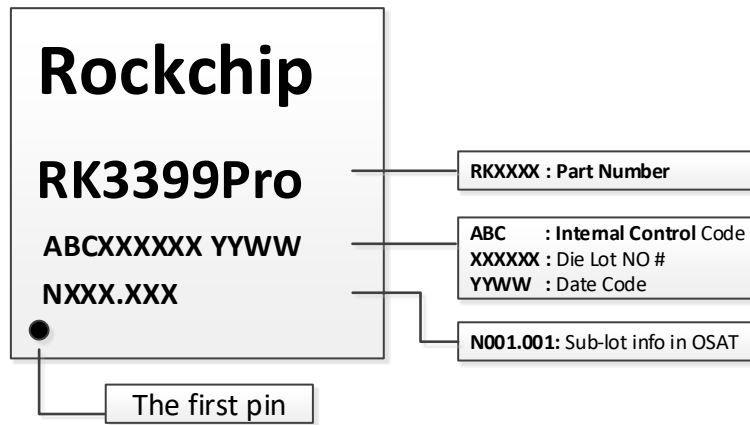 Rockchip
RK3399Pro
ABCXXXXXX YYWW
NXXX.XXX
The first pin
RKXXXX : Part Number
ABC : Internal Control Code
XXXXXX : Die Lot NO #
YYWW : Date Code
N001.001: Sub-lot info in OSAT